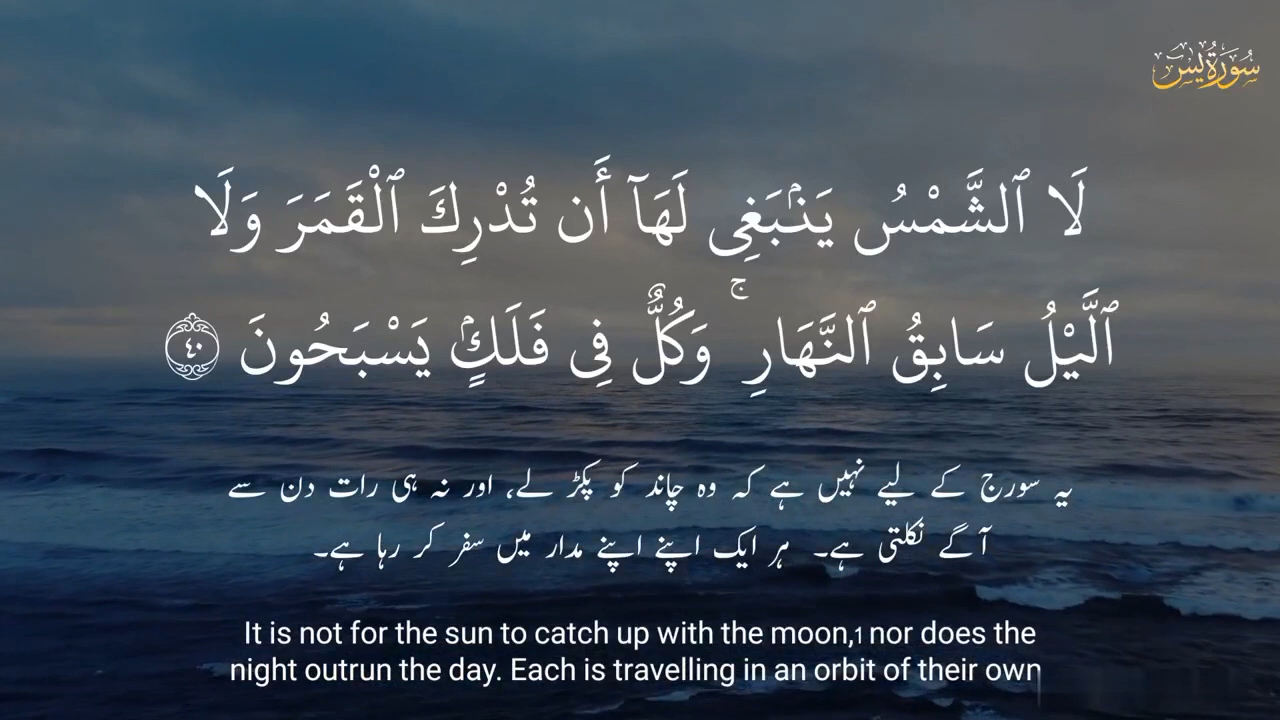 سُورَةُ يسٓ
لَا ٱلشَّمْسُ يَنۢبَغِى لَهَآ أَن تُدْرِكَ ٱلْقَمَرَ وَلَا
ٱلَّيْلُ سَابِقُ ٱلنَّهَارِ ۚ وَكُلٌّ فِى فَلَكٍۢ يَسْبَحُونَ ٤٠
یہ سورج کے لیے نہیں ہے کہ وہ چاند کو پکڑ لے، اور نہ ہی رات دن سے
آگے نکلتی ہے۔ ہر ایک اپنے اپنے مدار میں سفر کر رہا ہے۔
It is not for the sun to catch up with the moon,1 nor does the
night outrun the day. Each is travelling in an orbit of their own